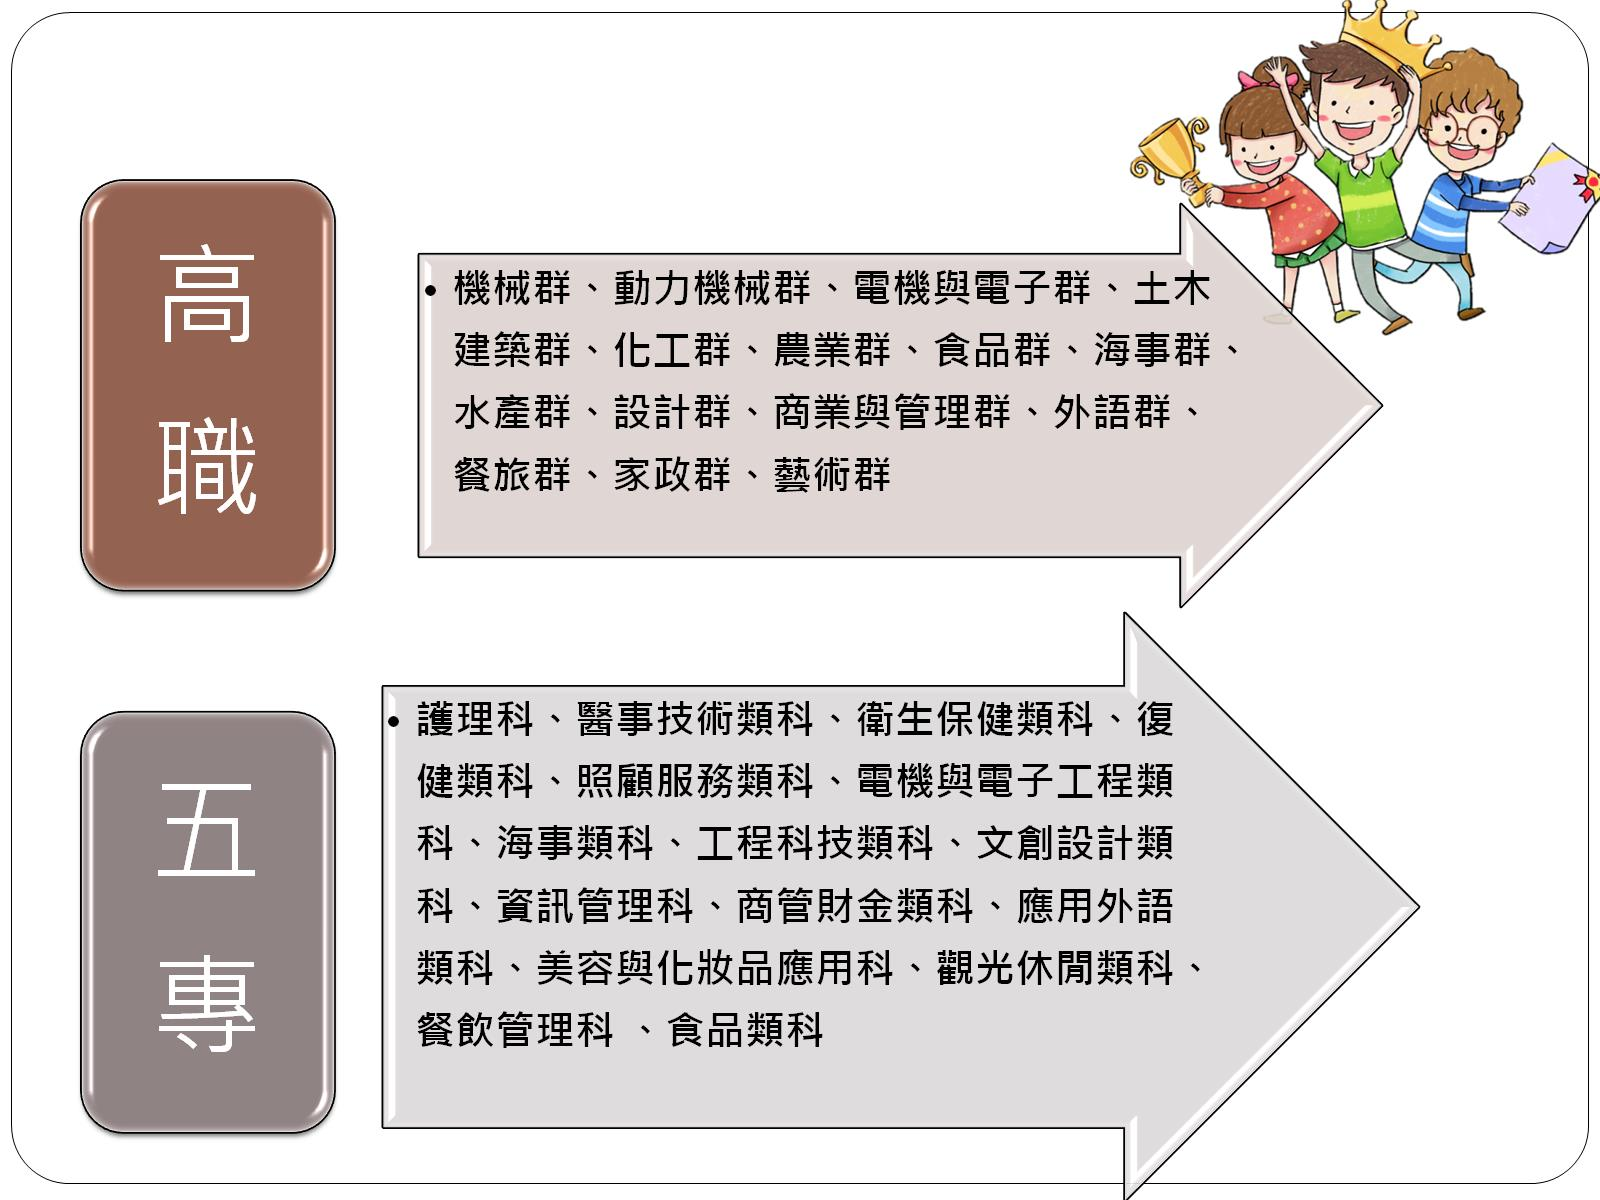 高
職
• 機械群、動力機械群、電機與電子群、土木
建築群、化工群、農業群、食品群、海事群、
水產群、設計群、商業與管理群、外語群、
餐旅群、家政群、藝術群
五
專
• 護理科、醫事技術類科、衛生保健類科、復
健類科、照顧服務類科、電機與電子工程類
科、海事類科、工程科技類科、文創設計類
科、資訊管理科、商管財金類科、應用外語
類科、美容與化妝品應用科、觀光休閒類科、
餐飲管理科 、食品類科